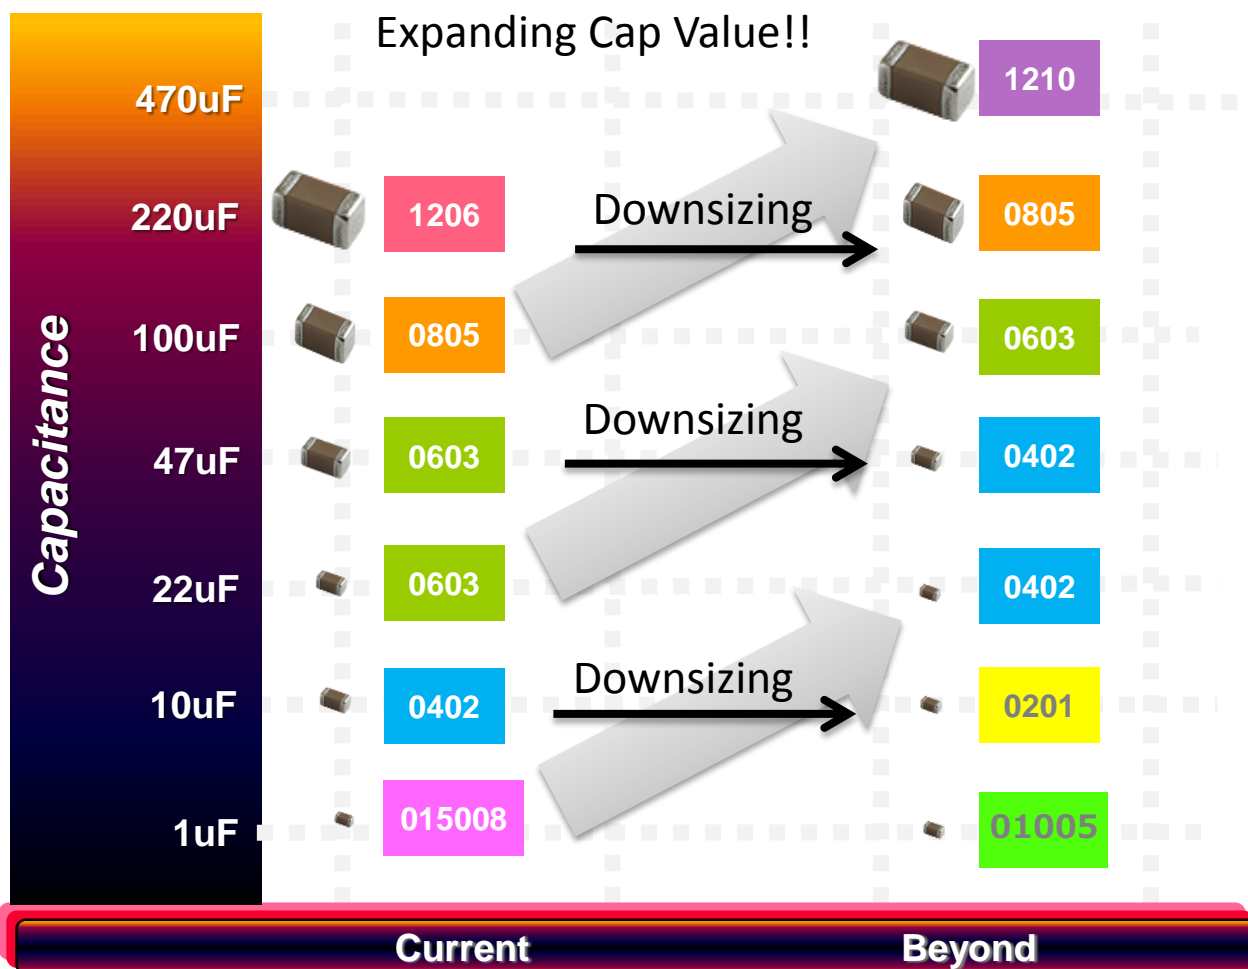 Expanding Cap Value!!
470uF
1210
220uF
1206
Downsizing
0805
100uF
0805
0603
Capacitance
47uF
0603
Downsizing
0402
22uF
0603
0402
10uF
0402
Downsizing
0201
1uF
015008
01005
Current
Beyond